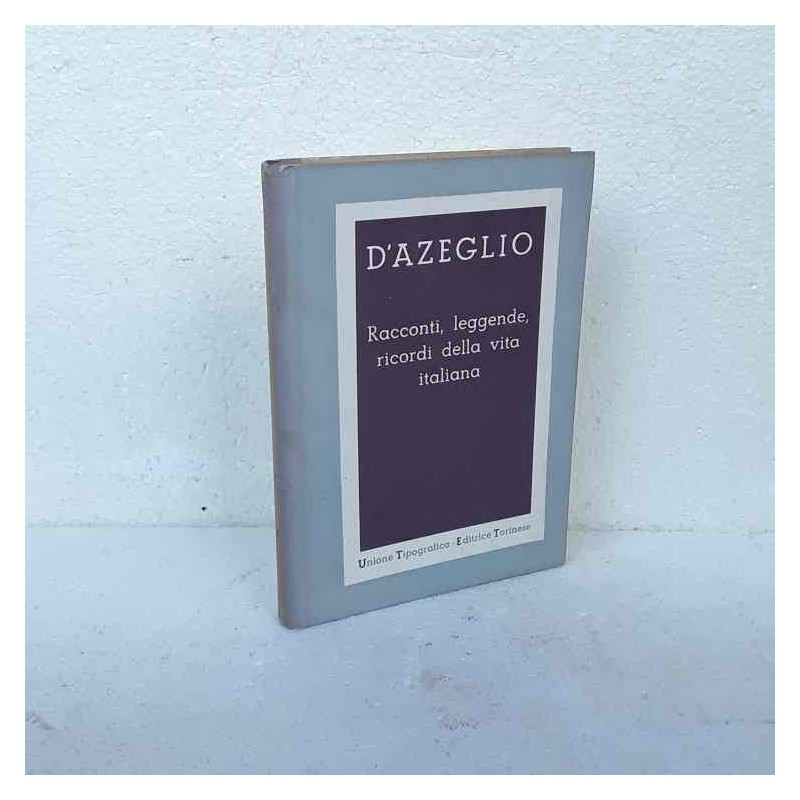 D'AZEGLIO
Racconti, leggende,
ricordi della vita
italiana
Unione Tipografico-Editrice Torinese